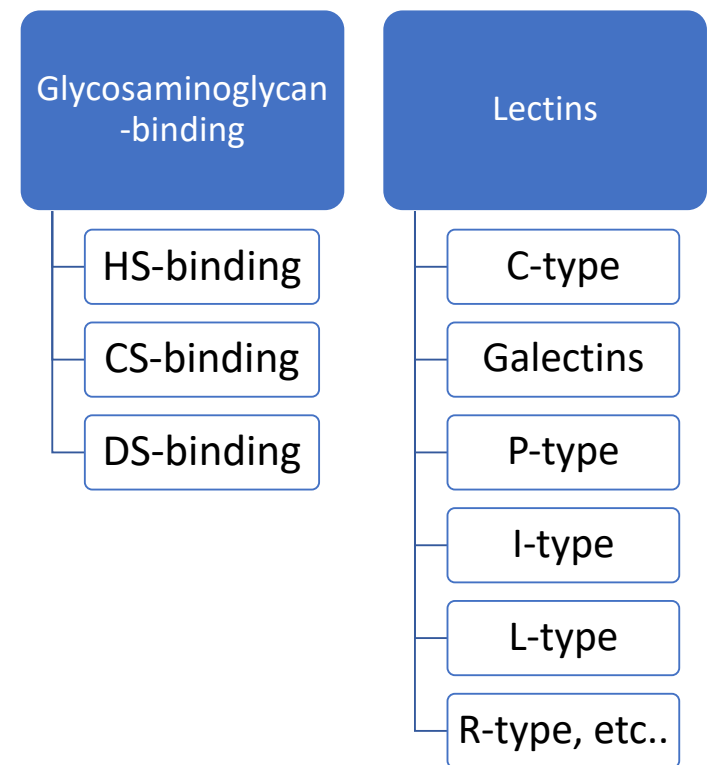 Glycosaminoglycan
-binding
HS-binding
CS-binding
DS-binding
Lectins
C-type
Galectins
P-type
I-type
L-type
R-type, etc..